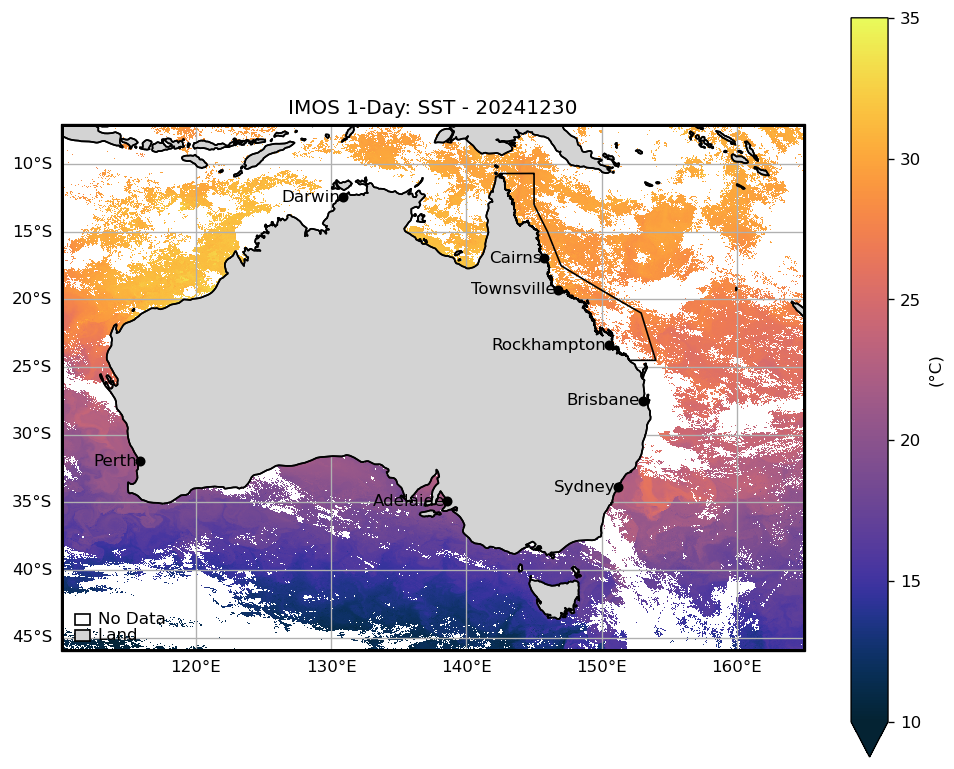 IMOS 1-Day: SST - 20241230
35
30
25
20
15
10
(°C)
10°S
15°S
20°S
25°S
30°S
35°S
40°S
45°S
Darwin
Cairns
Townsville
Rockhampton
Brisbane
Perth
Sydney
Adelaide
No Data
Land
120°E
130°E
140°E
150°E
160°E